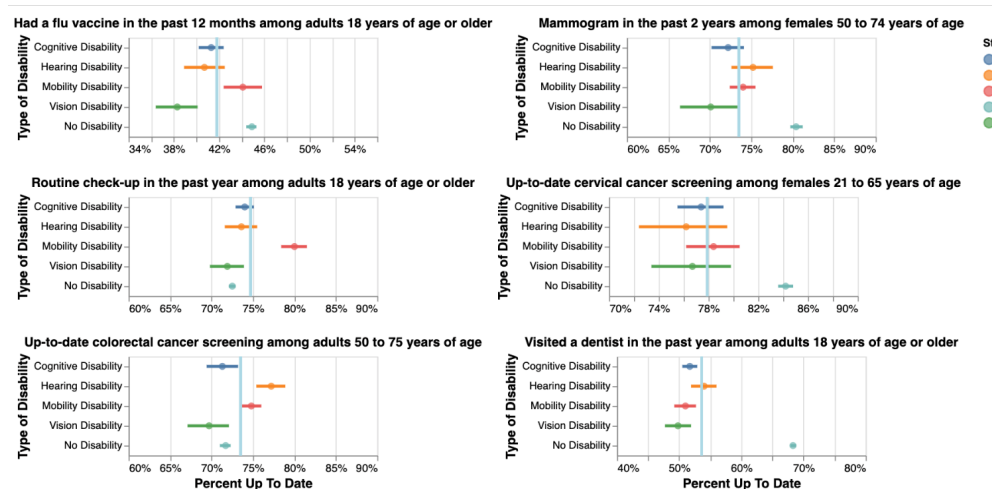 Had a flu vaccine in the past 12 months among adults 18 years of age or older
Type of Disability
Cognitive Disability
Hearing Disability
Mobility Disability
Vision Disability
No Disability
34% 38% 42% 46% 50% 54%
Mammogram in the past 2 years among females 50 to 74 years of age
Type of Disability
Cognitive Disability
Hearing Disability
Mobility Disability
Vision Disability
No Disability
60% 65% 70% 75% 80% 85% 90%
Routine check-up in the past year among adults 18 years of age or older
Type of Disability
Cognitive Disability
Hearing Disability
Mobility Disability
Vision Disability
No Disability
60% 65% 70% 75% 80% 85% 90%
Up-to-date cervical cancer screening among females 21 to 65 years of age
Type of Disability
Cognitive Disability
Hearing Disability
Mobility Disability
Vision Disability
No Disability
70% 74% 78% 82% 86% 90%
Up-to-date colorectal cancer screening among adults 50 to 75 years of age
Type of Disability
Cognitive Disability
Hearing Disability
Mobility Disability
Vision Disability
No Disability
60% 65% 70% 75% 80% 85% 90%
Percent Up To Date
Visited a dentist in the past year among adults 18 years of age or older
Type of Disability
Cognitive Disability
Hearing Disability
Mobility Disability
Vision Disability
No Disability
40% 50% 60% 70% 80%
Percent Up To Date